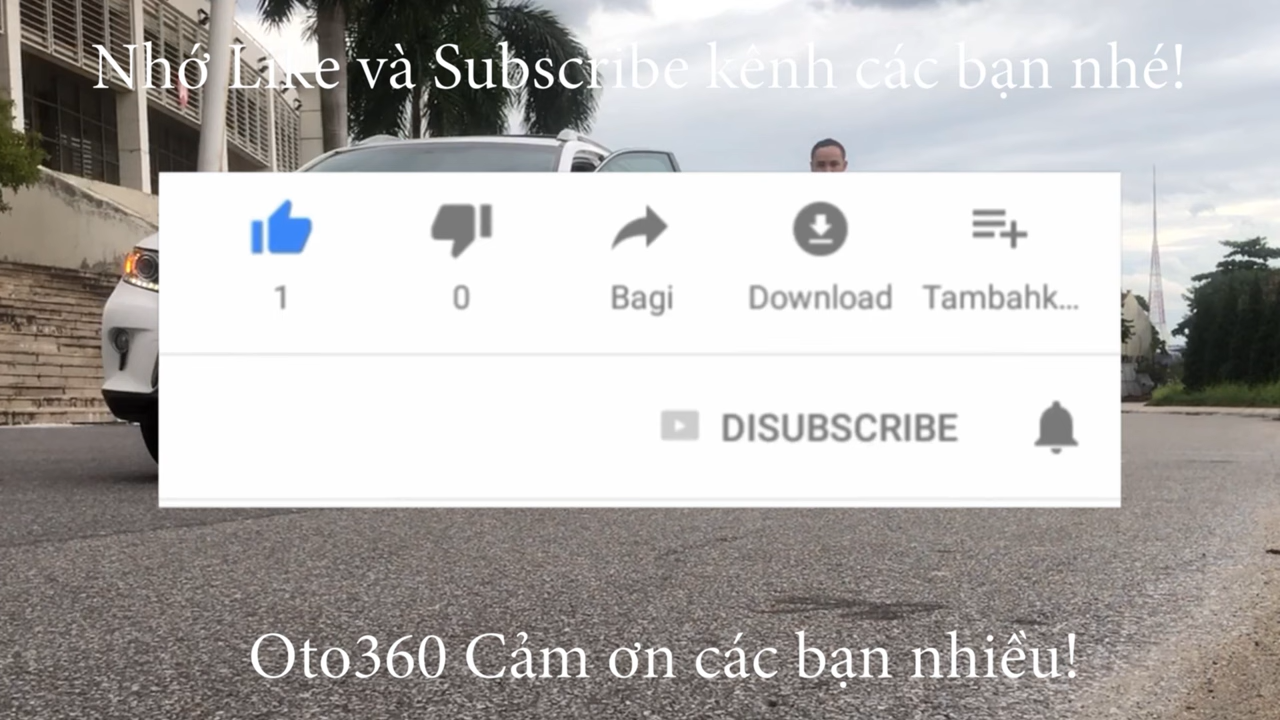 Nhớ Like và Subscribe kênh các bạn nhé!
1 0 Bagi Download Tambahk...
DISUBSCRIBE
Oto360 Cảm ơn các bạn nhiều!